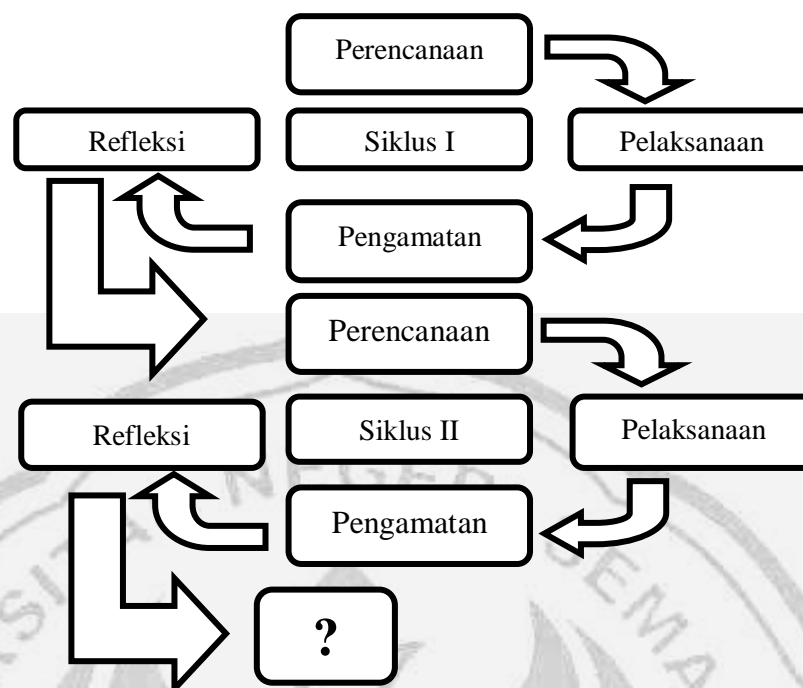 Perencanaan
Refleksi
Siklus I
Pelaksanaan
Pengamatan
Perencanaan
Refleksi
Siklus II
Pelaksanaan
Pengamatan
?